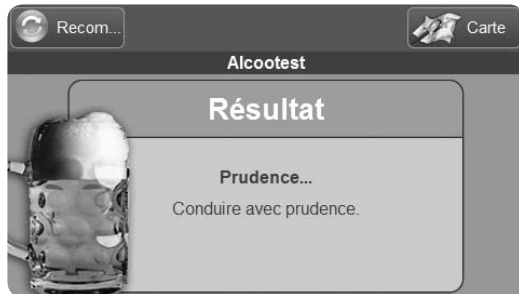 Recom...
Carte
Alcootest
Résultat
Prudence...
Conduire avec prudence.